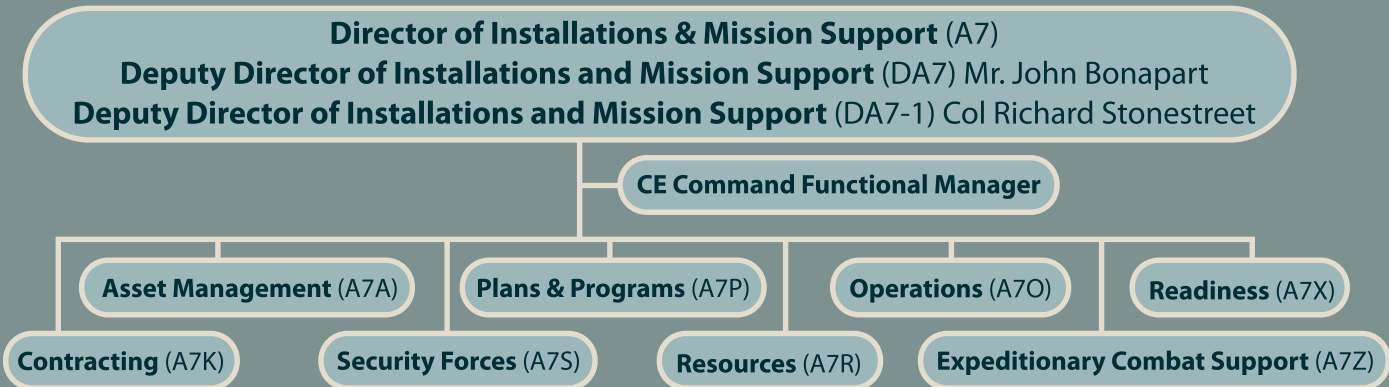 Director of Installations & Mission Support (A7)
Deputy Director of Installations and Mission Support (DA7) Mr. John Bonapart
Deputy Director of Installations and Mission Support (DA7-1) Col Richard Stonestreet
CE Command Functional Manager
Asset Management (A7A)
Plans & Programs (A7P)
Operations (A7O)
Readiness (A7X)
Contracting (A7K)
Security Forces (A7S)
Resources (A7R)
Expeditionary Combat Support (A7Z)